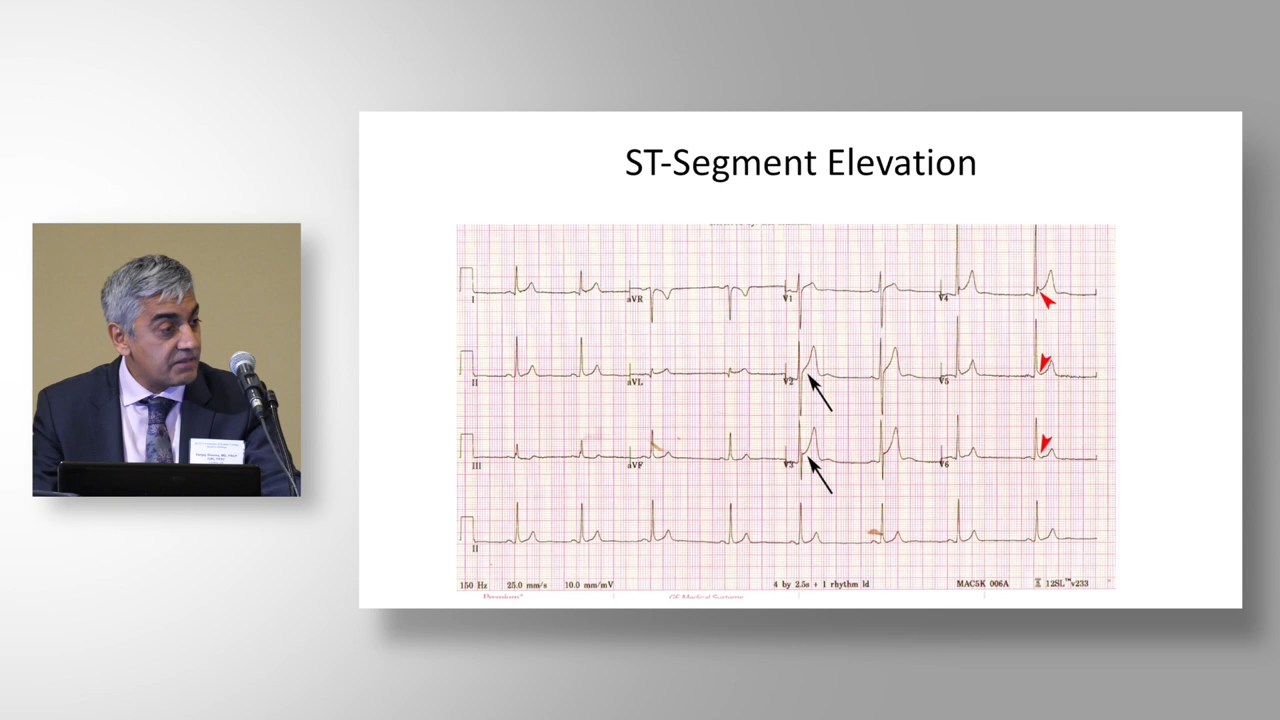 ST-Segment Elevation
I aVR V1 V4
II aVL V2 V5
III aVF V3 V6
II
150 Hz 25.0 mm/s 10.0 mm/mV 4 by 2.5s + 1 rhythm ld MAC5K 006A 12SL™ v233